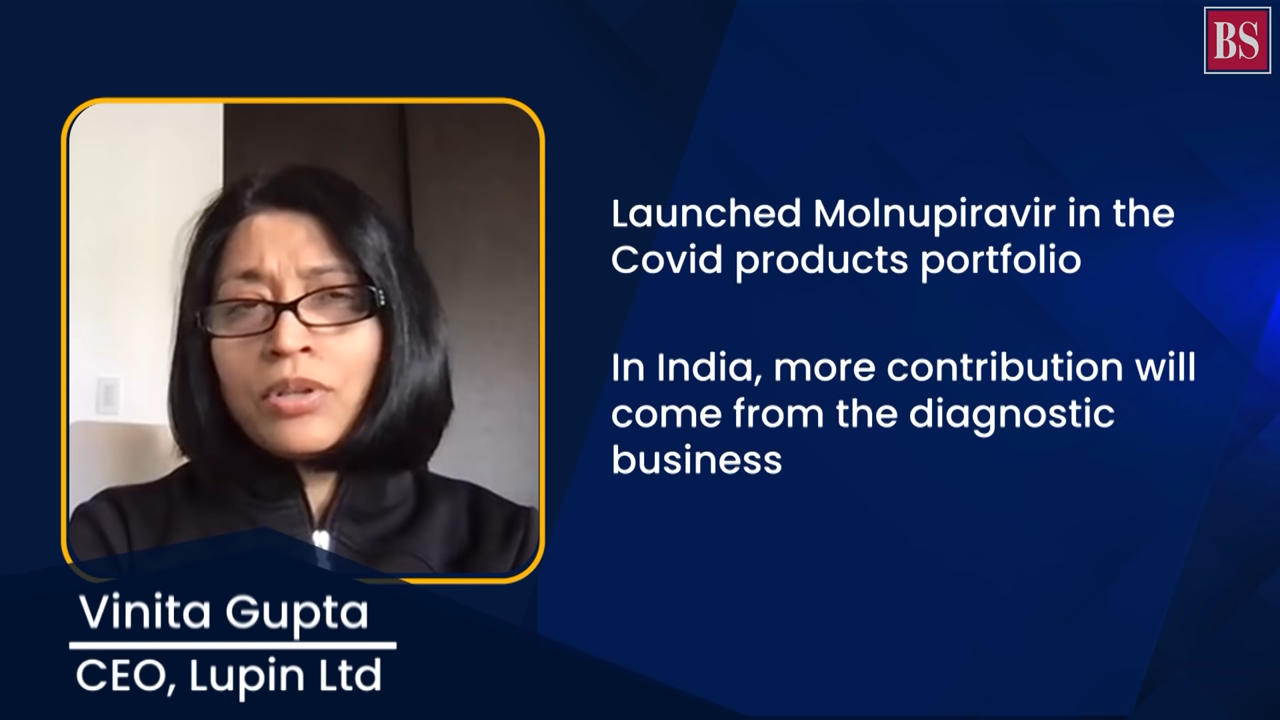 BS
Launched Molnupiravir in the
Covid products portfolio
In India, more contribution will
come from the diagnostic
business
Vinita Gupta
CEO, Lupin Ltd